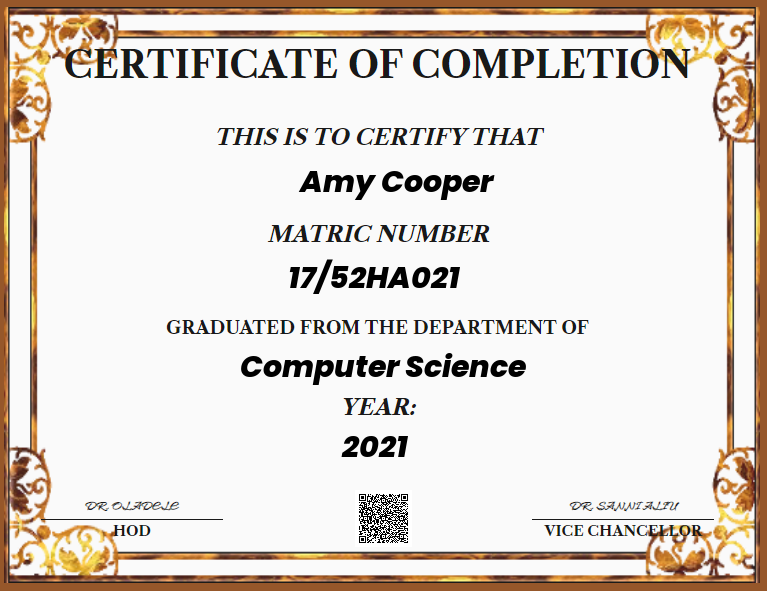 CERTIFICATE OF COMPLETION
THIS IS TO CERTIFY THAT
Amy Cooper
MATRIC NUMBER
17/52HA021
GRADUATED FROM THE DEPARTMENT OF
Computer Science
YEAR:
2021
DR. OLADELE
DR. SANNI ALIU
HOD
VICE CHANCELLOR